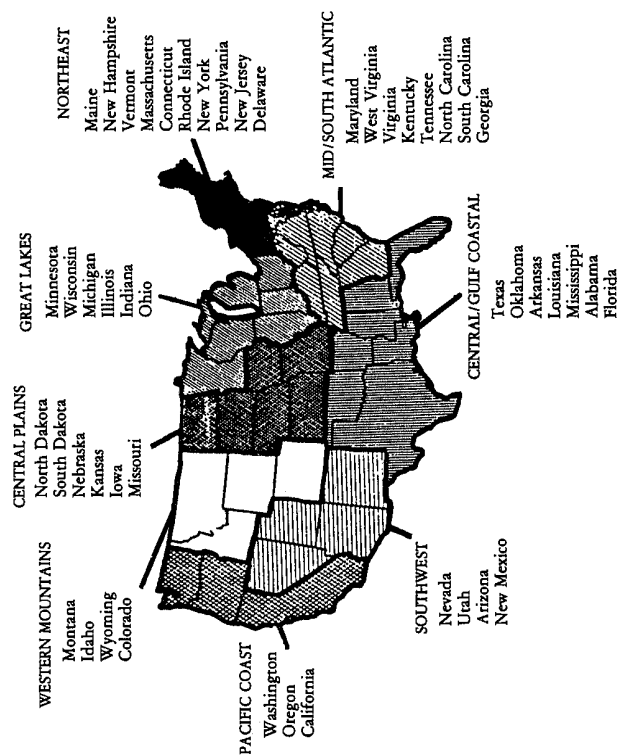 WESTERN MOUNTAINS
Montana
Idaho
Wyoming
Colorado
CENTRAL PLAINS
North Dakota
South Dakota
Nebraska
Kansas
Iowa
Missouri
GREAT LAKES
Minnesota
Wisconsin
Michigan
Illinois
Indiana
Ohio
NORTHEAST
Maine
New Hampshire
Vermont
Massachusetts
Connecticut
Rhode Island
New York
Pennsylvania
New Jersey
Delaware
PACIFIC COAST
Washington
Oregon
California
SOUTHWEST
Nevada
Utah
Arizona
New Mexico
CENTRAL/GULF COASTAL
Texas
Oklahoma
Arkansas
Louisiana
Mississippi
Alabama
Florida
MID/SOUTH ATLANTIC
Maryland
West Virginia
Virginia
Kentucky
Tennessee
North Carolina
South Carolina
Georgia